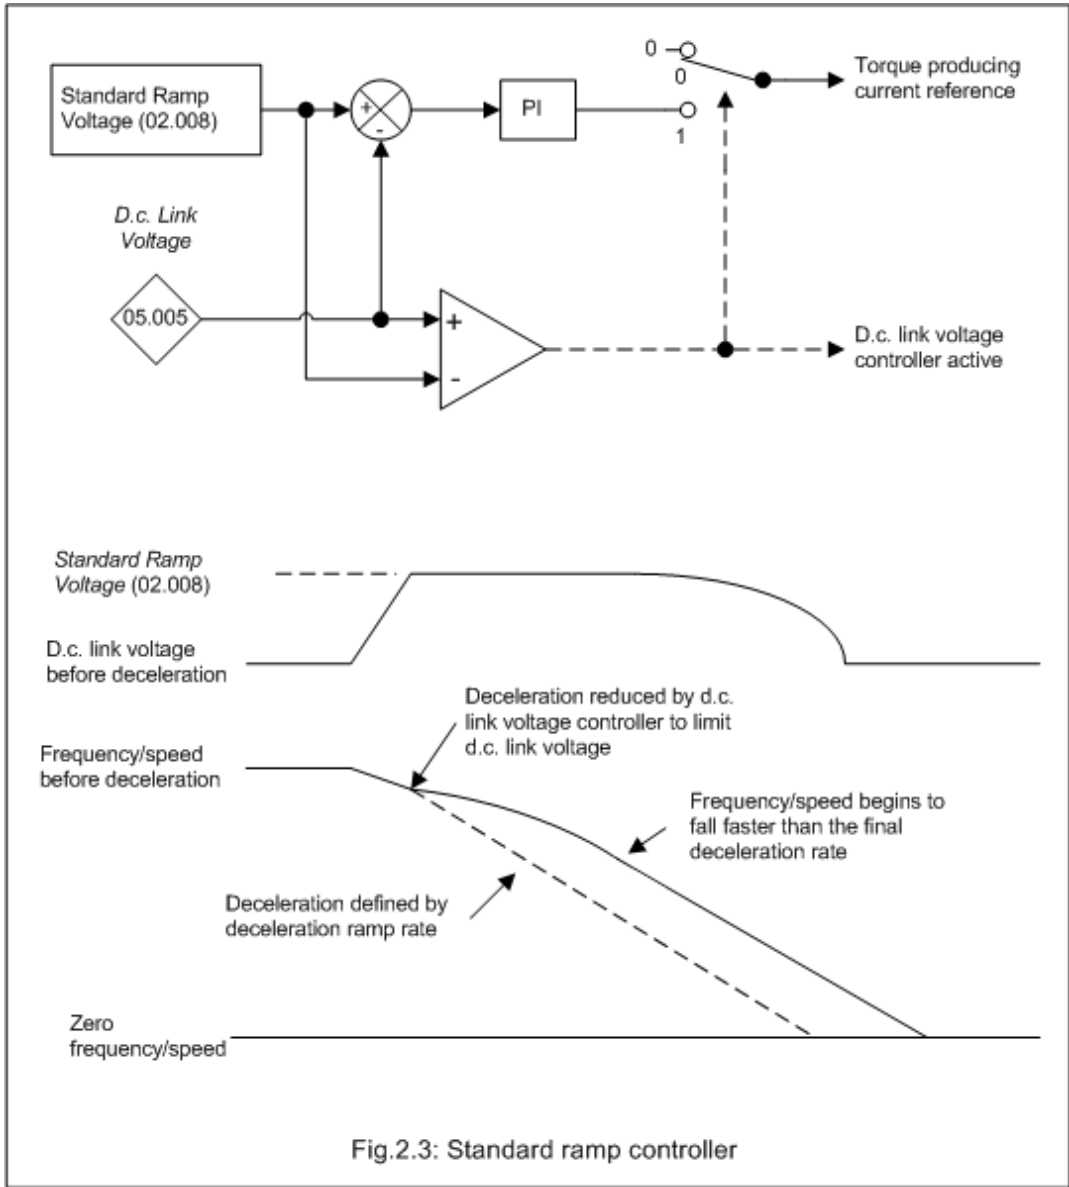 0
0
Standard Ramp
Voltage (02.008)
+
-
PI
1
Torque producing
current reference
D.c. Link
Voltage
05.005
+
-
D.c. link voltage
controller active
Standard Ramp
Voltage (02.008)
D.c. link voltage
before deceleration
Deceleration reduced by d.c.
link voltage controller to limit
d.c. link voltage
Frequency/speed
before deceleration
Frequency/speed begins to
fall faster than the final
deceleration rate
Deceleration defined by
deceleration ramp rate
Zero
frequency/speed
Fig.2.3: Standard ramp controller